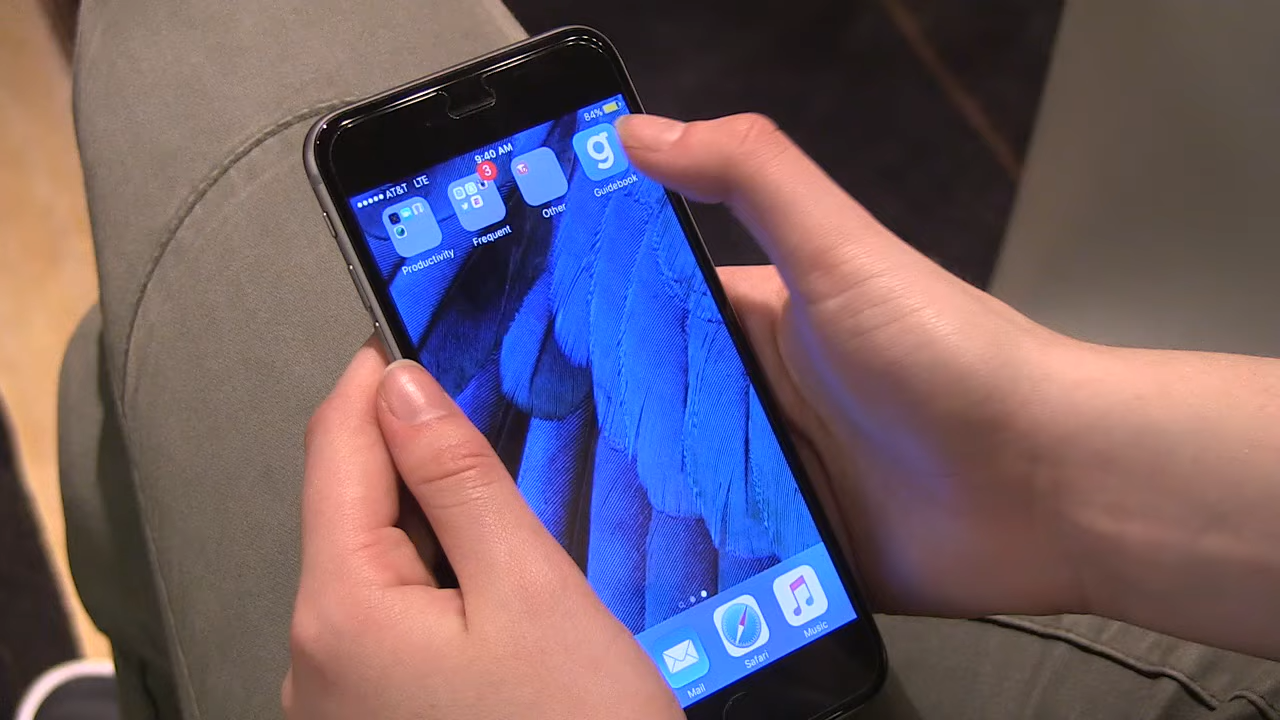 ●●●●● AT&T LTE
9:40 AM
84%
Productivity
Frequent
3
Other
g
Guidebook
Mail
Safari
Music